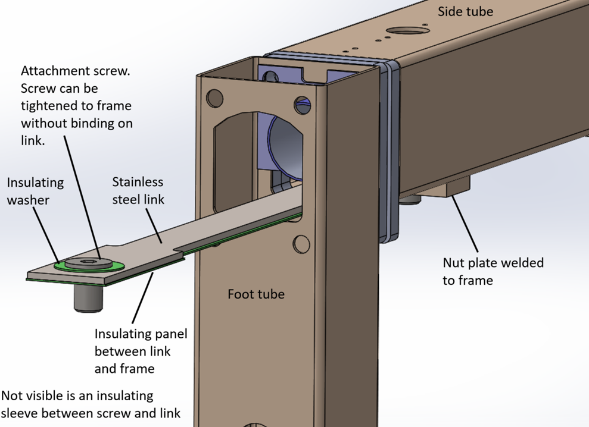 Side tube
Attachment screw.
Screw can be
tightened to frame
without binding on
link.
Insulating
washer
Stainless
steel link
Nut plate welded
to frame
Foot tube
Insulating panel
between link
and frame
Not visible is an insulating
sleeve between screw and link